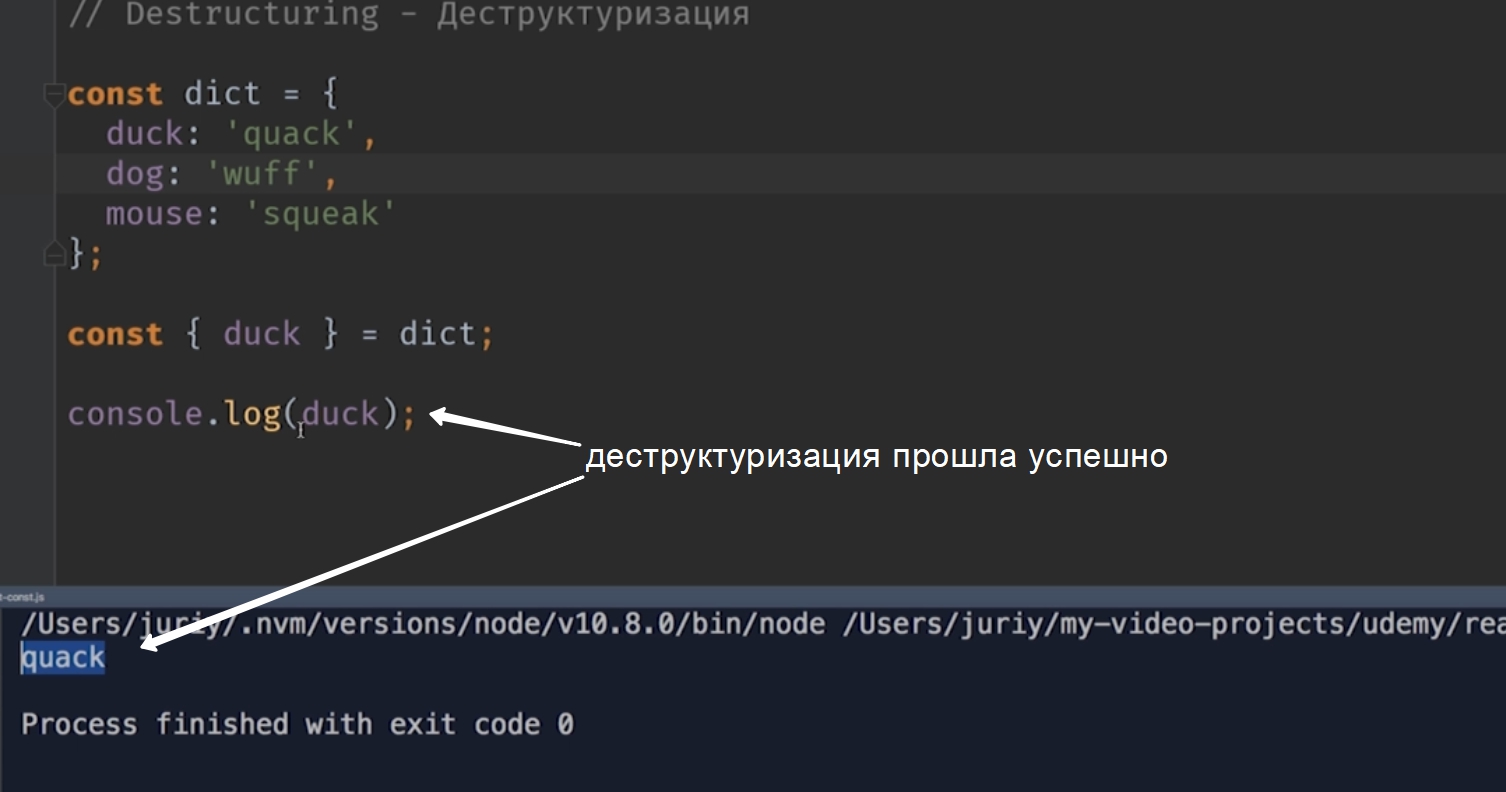 // Destructuring - Деструктуризация
const dict = {
duck: 'quack',
dog: 'wuff',
mouse: 'squeak'
};
const { duck } = dict;
console.log(duck);
деструктуризация прошла успешно
t-const.js
/Users/juriy/.nvm/versions/node/v10.8.0/bin/node /Users/juriy/my-video-projects/udemy/rea
quack
Process finished with exit code 0